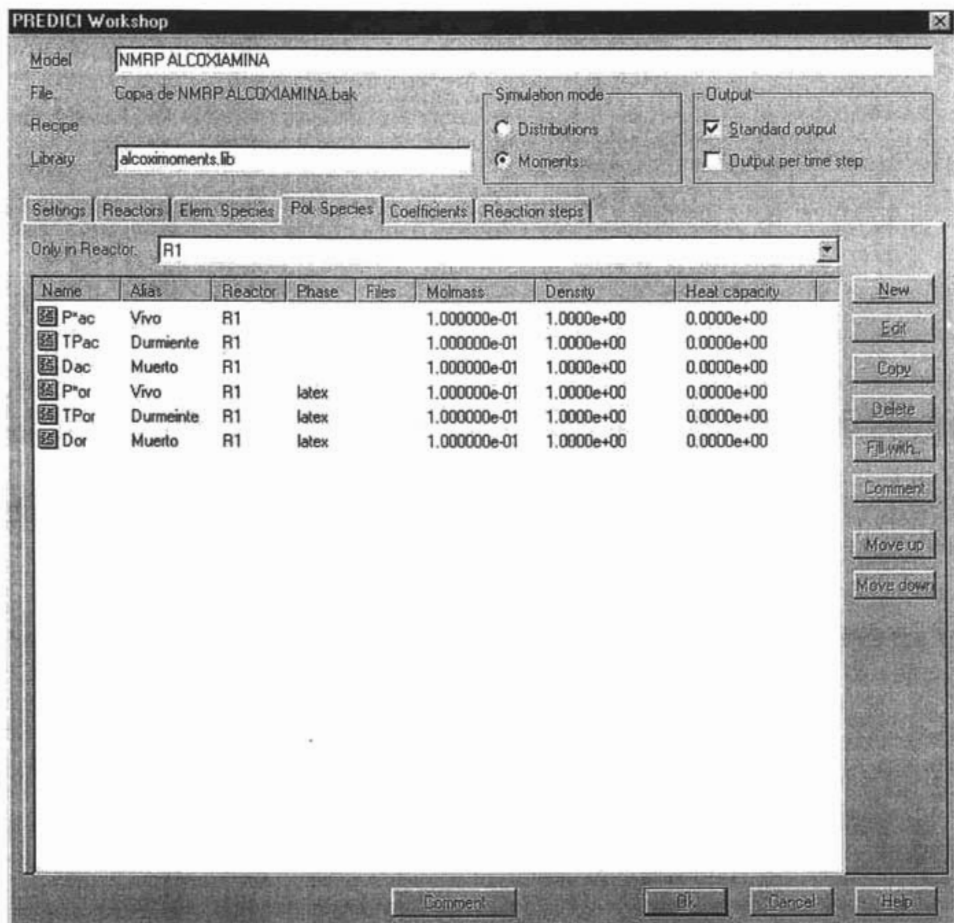 PREDICI Workshop
Model NMRP ALCOXIAMINA
File.. Copia de NMRP ALCOXIAMINA.bak
Simulation mode Output
Recipe Distributions Standard output
Library alcoximoments.lib Moments Output per time step
Settings Reactors Elem. Species Pol. Species Coefficients Reaction steps
Only in Reactor: R1
Name Alias Reactor Phase Files Molmass Density Heat capacity New
P*ac Vivo R1 1.000000e-01 1.0000e+00 0.0000e+00 Edit
TPac Durmiente R1 1.000000e-01 1.0000e+00 0.0000e+00
Dac Muerto R1 1.000000e-01 1.0000e+00 0.0000e+00 Copy
P*or Vivo R1 latex 1.000000e-01 1.0000e+00 0.0000e+00
TPor Durmeinte R1 latex 1.000000e-01 1.0000e+00 0.0000e+00 Delete
Dor Muerto R1 latex 1.000000e-01 1.0000e+00 0.0000e+00 Fill with..
Comment
Move up
Move down
Comment Ok Cancel Help